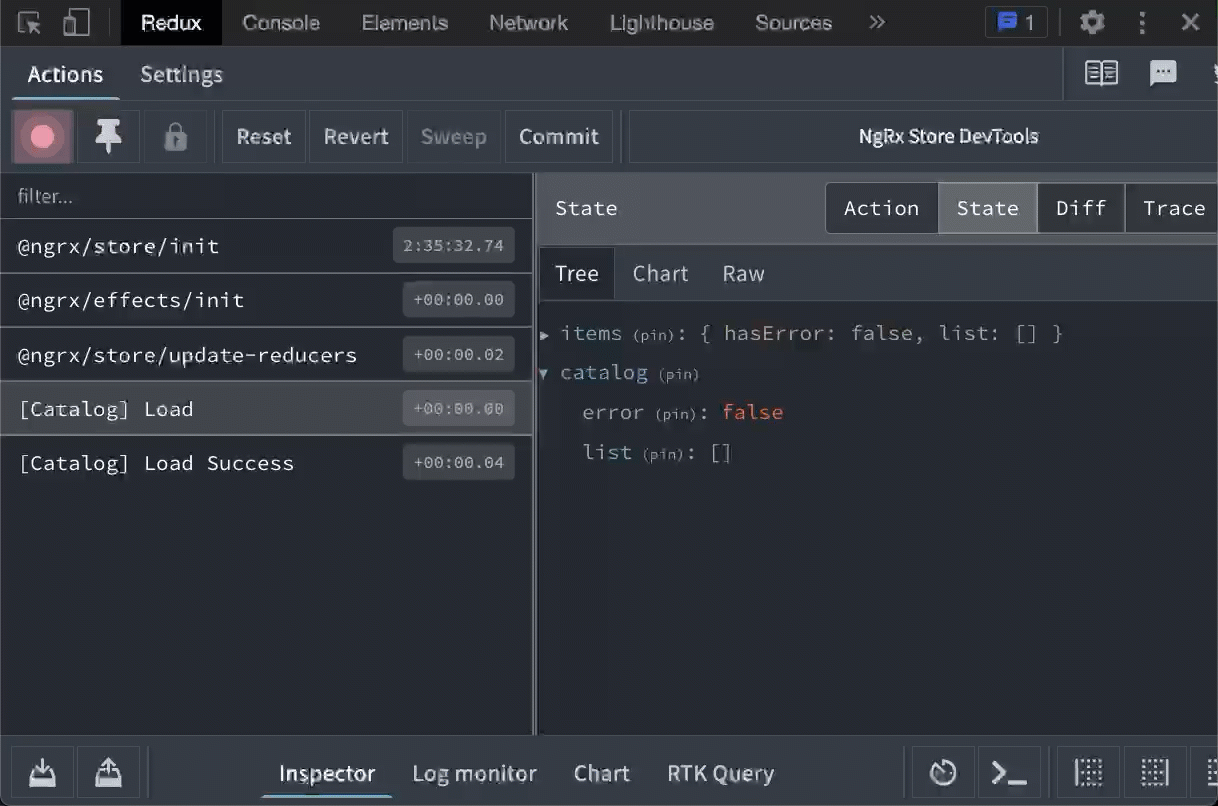 Redux Console Elements Network Lighthouse Sources » 1
Actions Settings
Reset Revert Sweep Commit NgRx Store DevTools
filter...
State Action State Diff Trace
@ngrx/store/init 2:35:32.74
Tree Chart Raw
@ngrx/effects/init +00:00.00
items (pin): { hasError: false, list: [] }
@ngrx/store/update-reducers +00:00.02
catalog (pin)
[Catalog] Load +00:00.00
error (pin): false
list (pin): []
[Catalog] Load Success +00:00.04
Inspector Log monitor Chart RTK Query